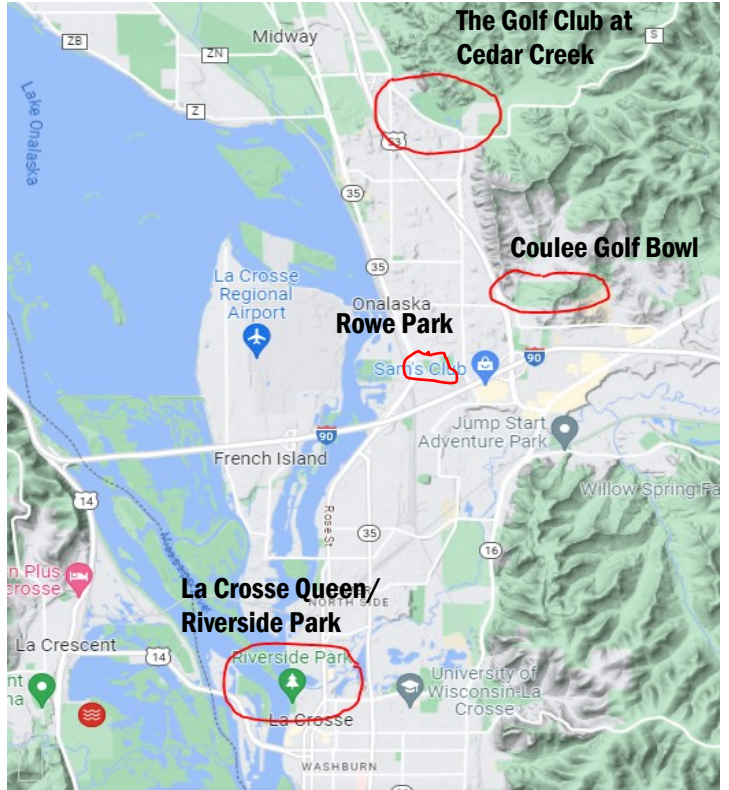 The Golf Club at
Cedar Creek
ZB
ZN
Midway
S
Z
Lake Onalaska
53
35
Coulee Golf Bowl
35
La Crosse
Regional
Airport
Onalaska
Rowe Park
Sam's Club
90
Jump Start
Adventure Park
90
French Island
Willow Spring Fa
14
Rose St
35
16
n Plus
crosse
La Crosse Queen/
Riverside Park
NORTH SIDE
La Crescent
14
Riverside Park
University of
Wisconsin-La
Crosse
nt
na
La Crosse
WASHBURN